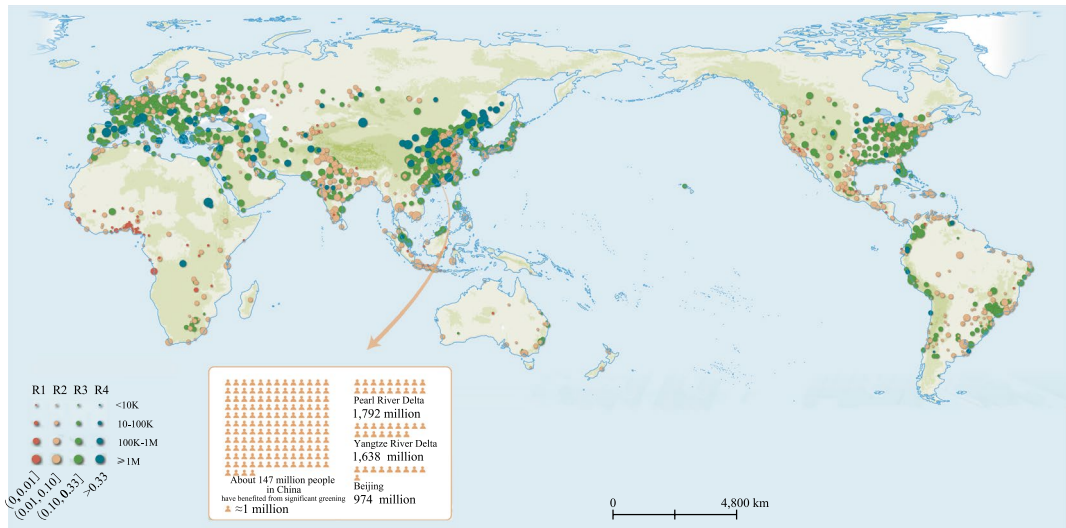 R1 R2 R3 R4
<10K
10-100K
100K-1M
⩾1M
(0, 0.01]
(0.01, 0.10]
(0.10, 0.33]
>0.33
About 147 million people
in China
have benefited from significant greening
≈1 million
Pearl River Delta
1,792 million
Yangtze River Delta
1,638 million
Beijing
974 million
0 4,800 km